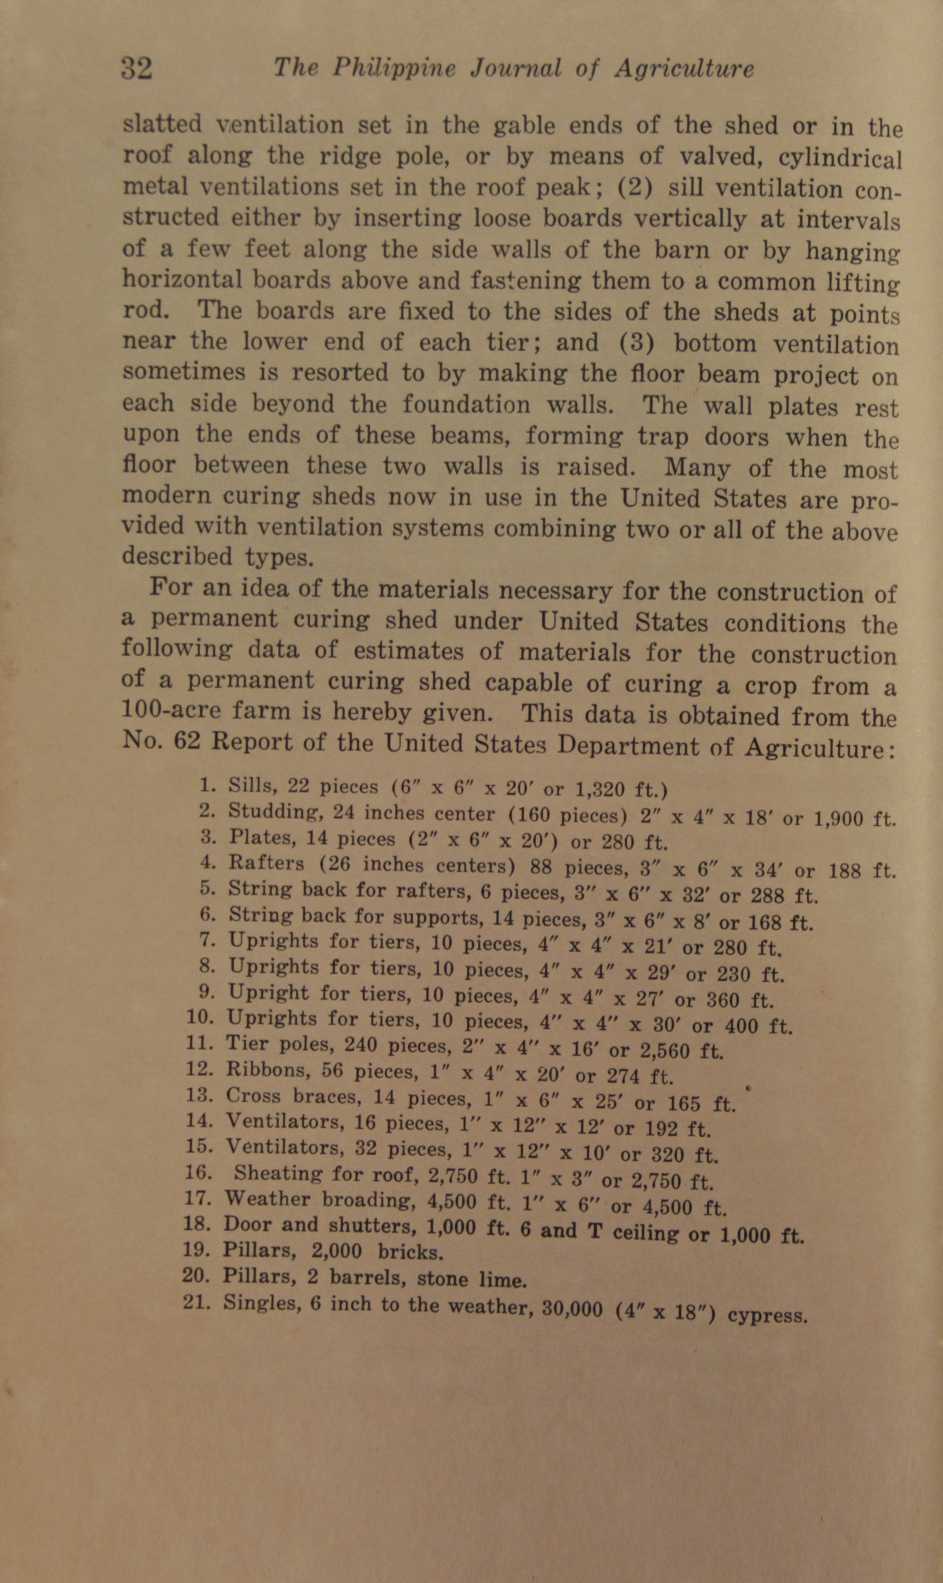 32 The Philippine Journal of Agriculture
slatted ventilation set in the gable ends of the shed or in the
roof along the ridge pole, or by means of valved, cylindrical
metal ventilations set in the roof peak; (2) sill ventilation con-
structed either by inserting loose boards vertically at intervals
of a few feet along the side walls of the barn or by hanging
horizontal boards above and fastening them to a common lifting
rod. The boards are fixed to the sides of the sheds at points
near the lower end of each tier; and (3) bottom ventilation
sometimes is resorted to by making the floor beam project on
each side beyond the foundation walls. The wall plates rest
upon the ends of these beams, forming trap doors when the
floor between these two walls is raised. Many of the most
modern curing sheds now in use in the United States are pro-
vided with ventilation systems combining two or all of the above
described types.
For an idea of the materials necessary for the construction of
a permanent curing shed under United States conditions the
following data of estimates of materials for the construction
of a permanent curing shed capable of curing a crop from a
100-acre farm is hereby given. This data is obtained from the
No. 62 Report of the United States Department of Agriculture:
1. Sills, 22 pieces (6″ x 6″ x 20′ or 1,320 ft.)
2. Studding, 24 inches center (160 pieces) 2″ x 4″ x 18′ or 1,900 ft.
3. Plates, 14 pieces (2″ x 6″ x 20′) or 280 ft.
4. Rafters (26 inches centers) 88 pieces, 3″ x 6″ x 34′ or 188 ft.
5. String back for rafters, 6 pieces, 3″ x 6″ x 32′ or 288 ft.
6. String back for supports, 14 pieces, 3″ x 6″ x 8′ or 168 ft.
7. Uprights for tiers, 10 pieces, 4″ x 4″ x 21′ or 280 ft.
8. Uprights for tiers, 10 pieces, 4″ x 4″ x 29′ or 230 ft.
9. Upright for tiers, 10 pieces, 4″ x 4″ x 27′ or 360 ft.
10. Uprights for tiers, 10 pieces, 4″ x 4″ x 30′ or 400 ft.
11. Tier poles, 240 pieces, 2″ x 4″ x 16′ or 2,560 ft.
12. Ribbons, 56 pieces, 1″ x 4″ x 20′ or 274 ft.
13. Cross braces, 14 pieces, 1″ x 6″ x 25′ or 165 ft.
14. Ventilators, 16 pieces, 1″ x 12″ x 12′ or 192 ft.
15. Ventilators, 32 pieces, 1″ x 12″ x 10′ or 320 ft.
16. Sheating for roof, 2,750 ft. 1″ x 3″ or 2,750 ft.
17. Weather broading, 4,500 ft. 1″ x 6″ or 4,500 ft.
18. Door and shutters, 1,000 ft. 6 and T ceiling or 1,000 ft.
19. Pillars, 2,000 bricks.
20. Pillars, 2 barrels, stone lime.
21. Singles, 6 inch to the weather, 30,000 (4″ x 18″) cypress.